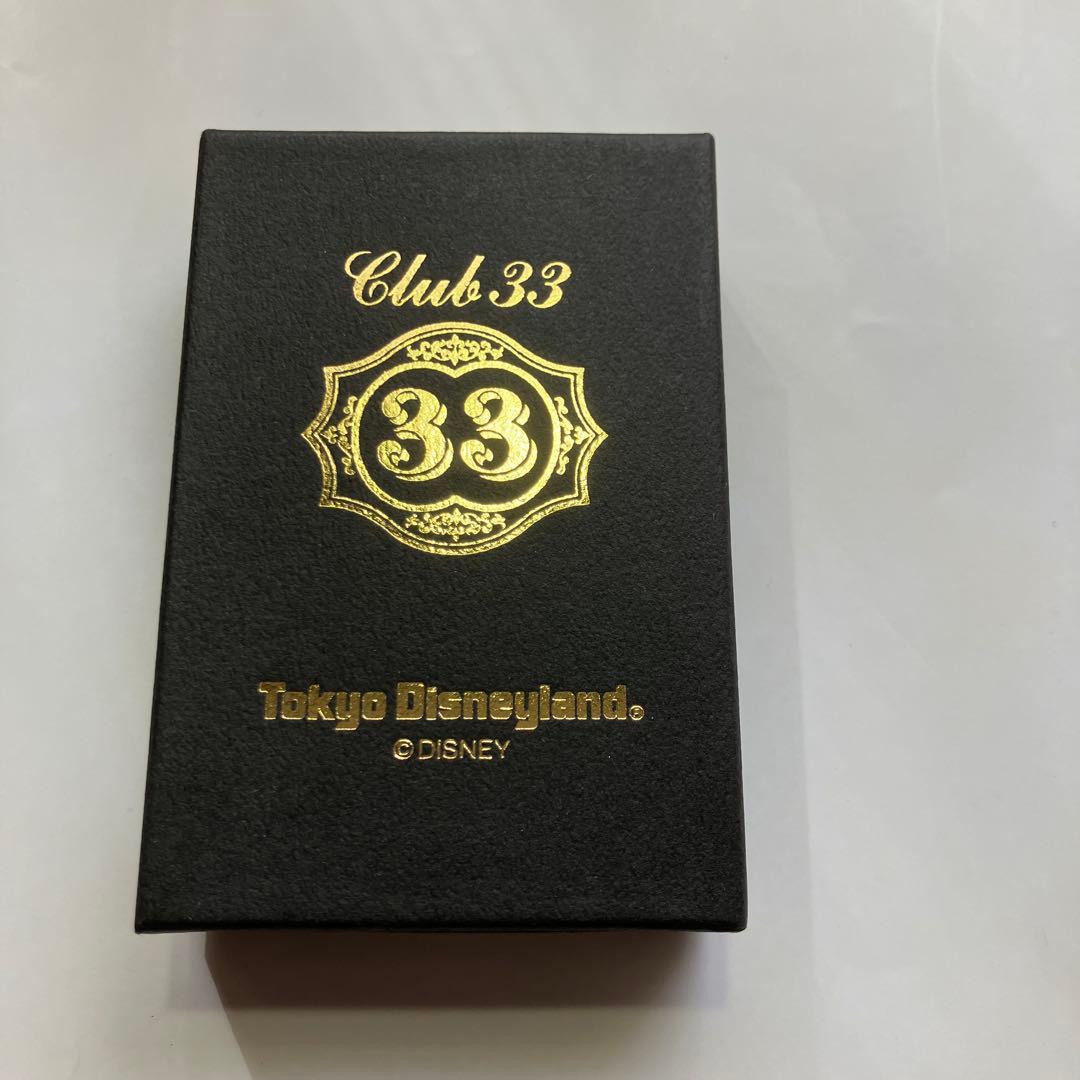 Club 33
33
Tokyo Disneyland®
©DISNEY